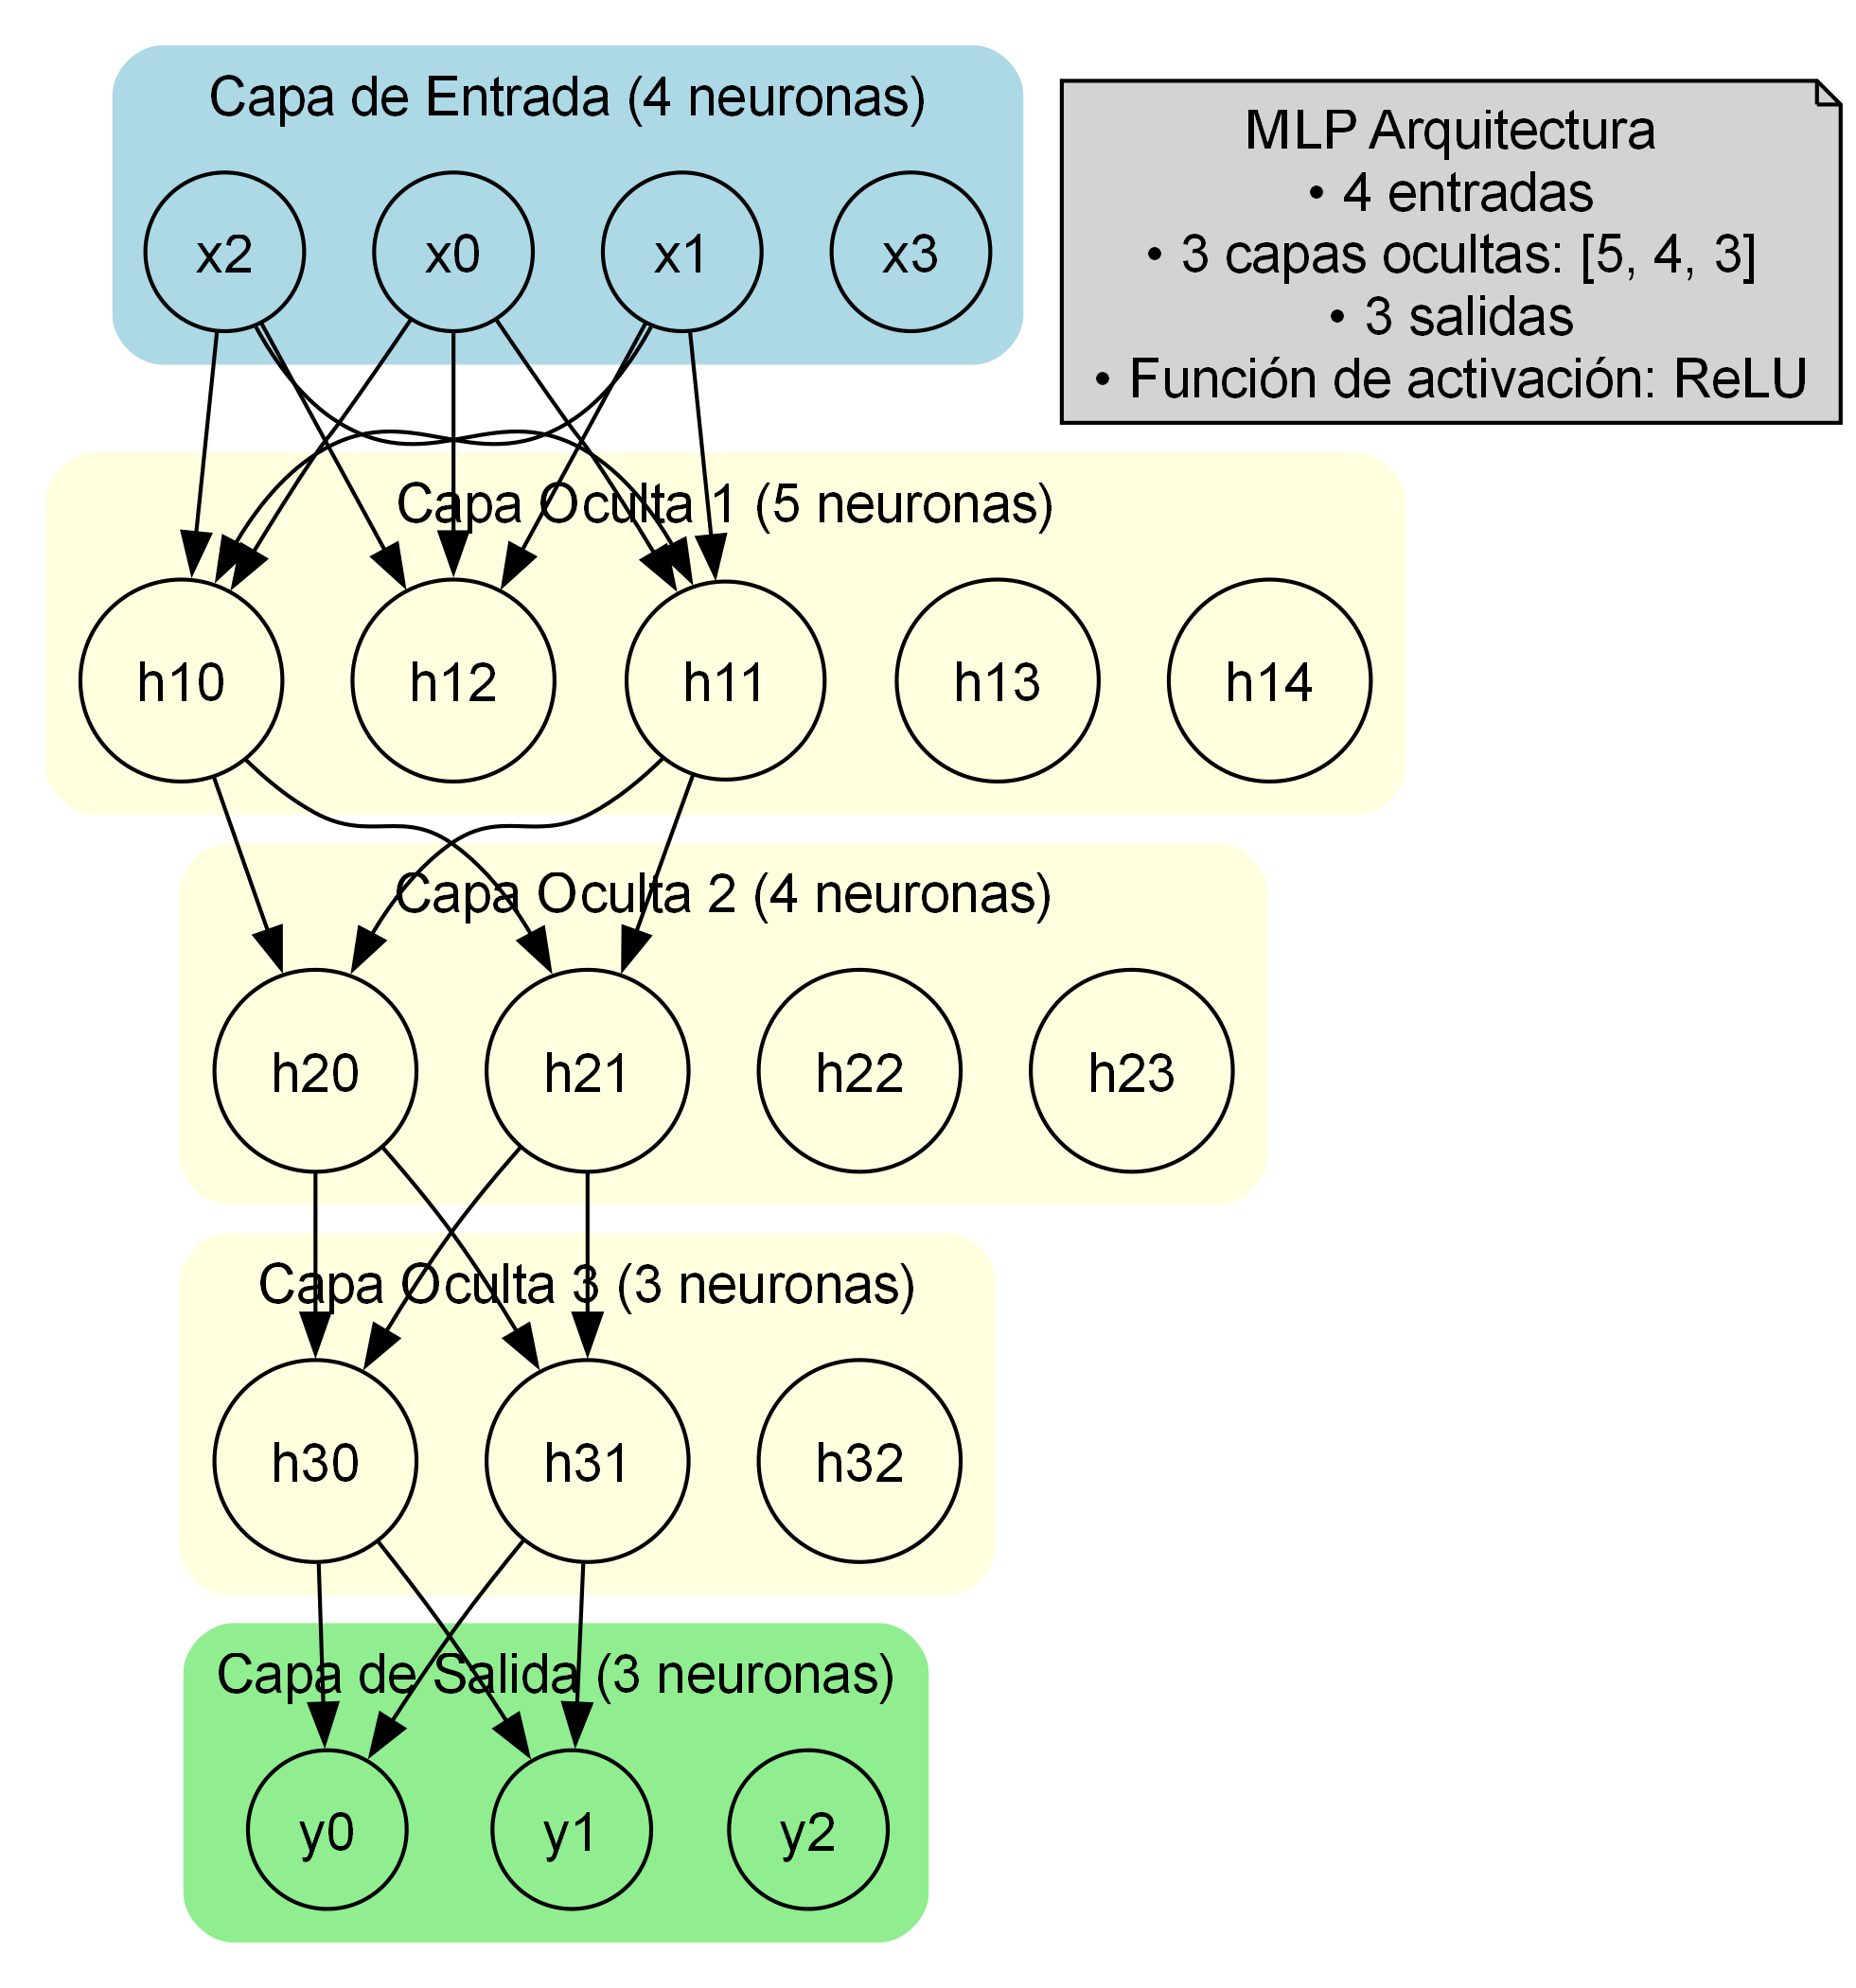 Capa de Entrada (4 neuronas)
x2 x0 x1 x3
MLP Arquitectura
• 4 entradas
• 3 capas ocultas: [5, 4, 3]
• 3 salidas
• Función de activación: ReLU
Capa Oculta 1 (5 neuronas)
h10 h12 h11 h13 h14
Capa Oculta 2 (4 neuronas)
h20 h21 h22 h23
Capa Oculta 3 (3 neuronas)
h30 h31 h32
Capa de Salida (3 neuronas)
y0 y1 y2